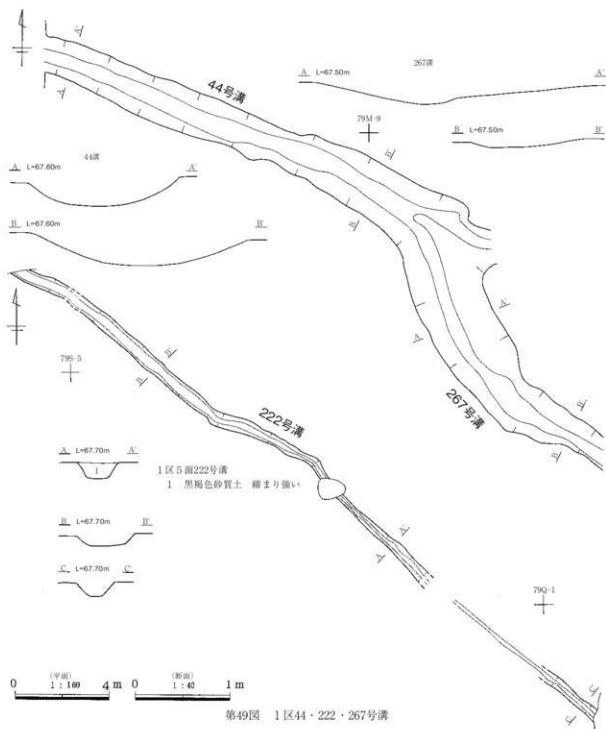 A'
44号溝
A
267溝
A L=67.50m A'
79M-9
B'
B L=67.50m B'
44溝
A L=67.60m A'
B L=67.60m B'
B
A'
A
B'
267号溝
79S-5
B'
B
222号溝
A L=67.70m A'
1
1区5面222号溝
1 黒褐色砂質土 締まり強い
B L=67.70m B'
C L=67.70m C'
A'
A
79Q-1
(平面)
0 1:160 4m
(断面)
0 1:40 1m
第49図 1区44・222・267号溝